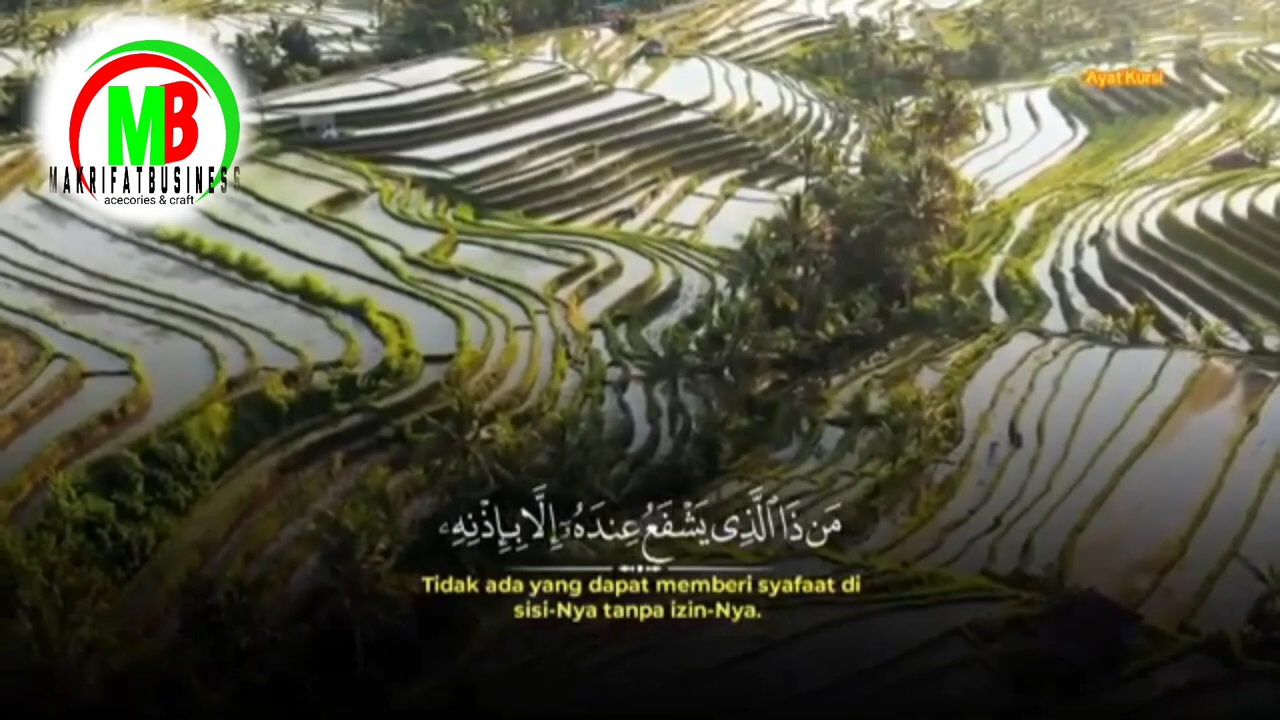 MB
MAKRIFATBUSINESS
acecories & craft
Ayat Kursi
مَن ذَا ٱلَّذِى يَشْفَعُ عِندَهُۥٓ إِلَّا بِإِذْنِهِۦ
Tidak ada yang dapat memberi syafaat di
sisi-Nya tanpa izin-Nya.